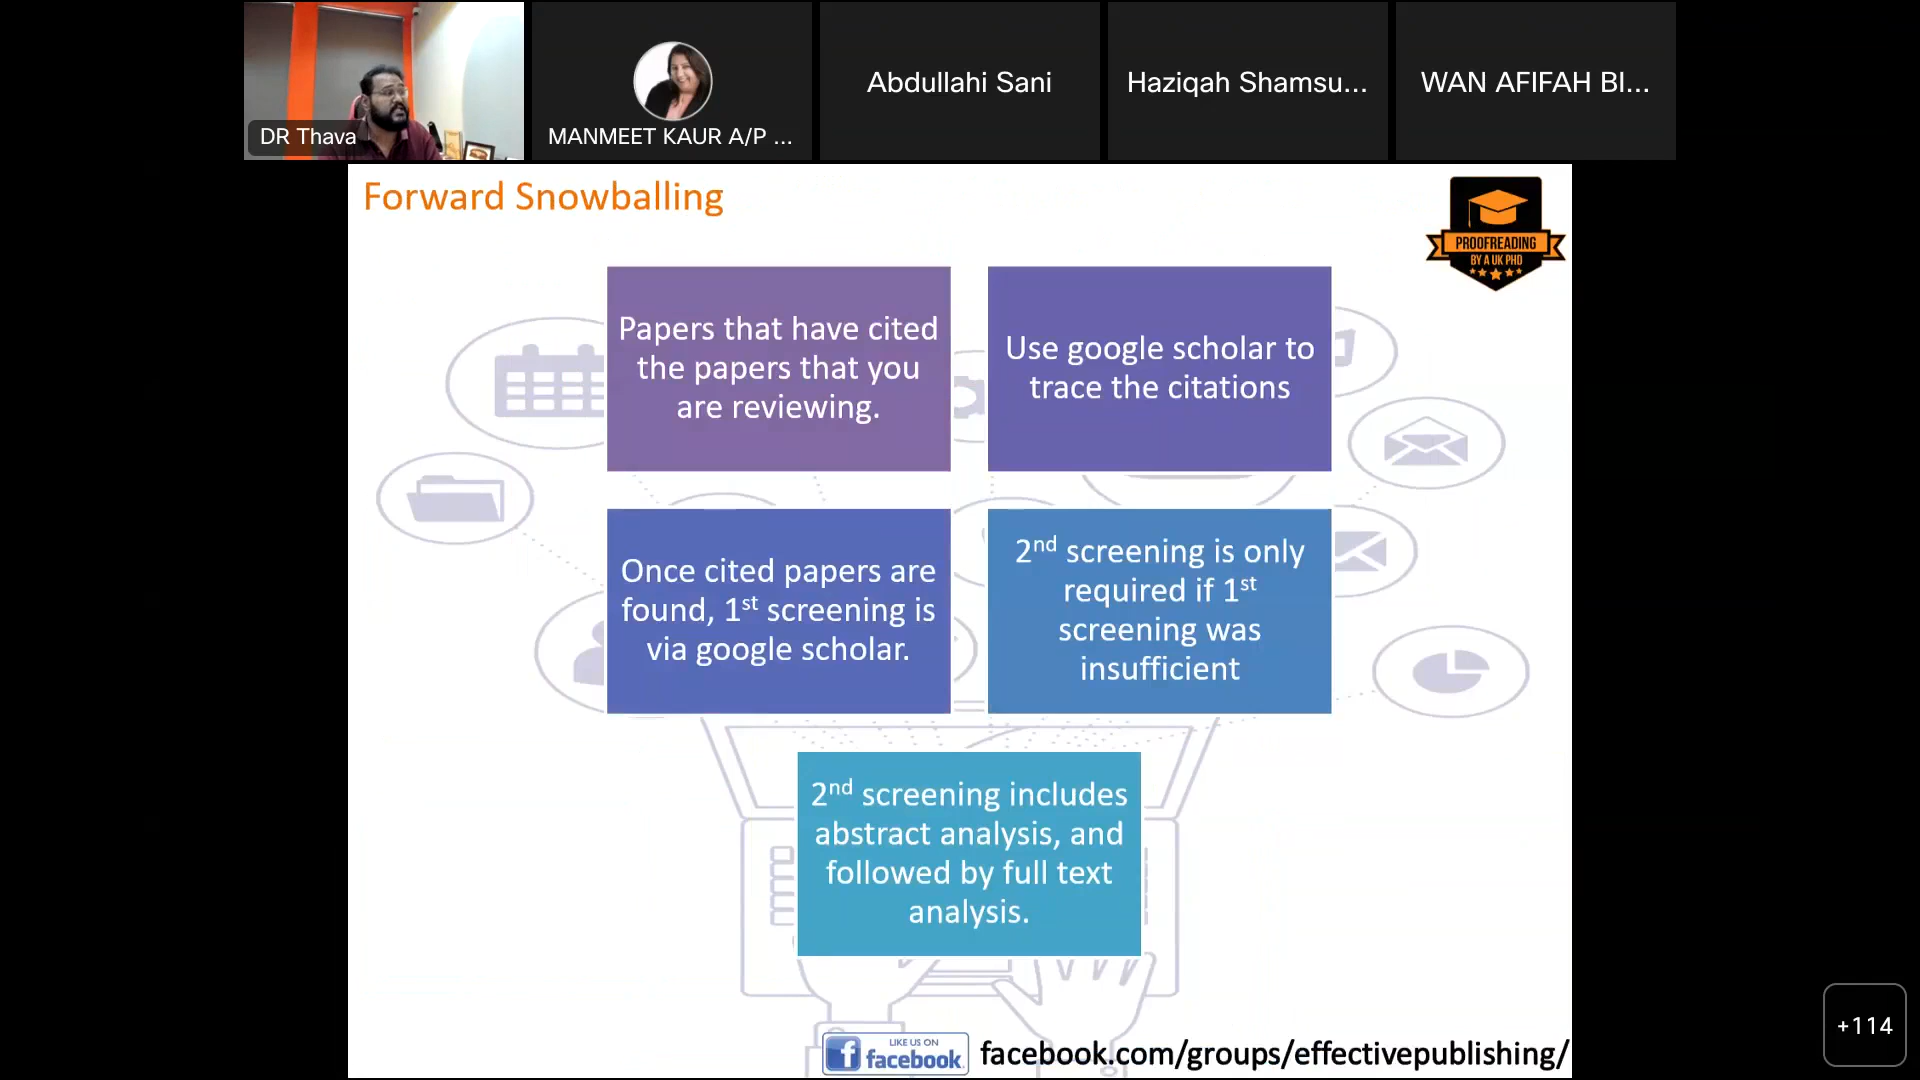 DR Thava
MANMEET KAUR A/P ...
Abdullahi Sani
Haziqah Shamsu...
WAN AFIFAH BI...
Forward Snowballing
PROOFREADING
BY A UK PHD
Papers that have cited
the papers that you
are reviewing.
Use google scholar to
trace the citations
Once cited papers are
found, 1st screening is
via google scholar.
2nd screening is only
required if 1st
screening was
insufficient
2nd screening includes
abstract analysis, and
followed by full text
analysis.
LIKE US ON
facebook.
facebook.com/groups/effectivepublishing/
+114